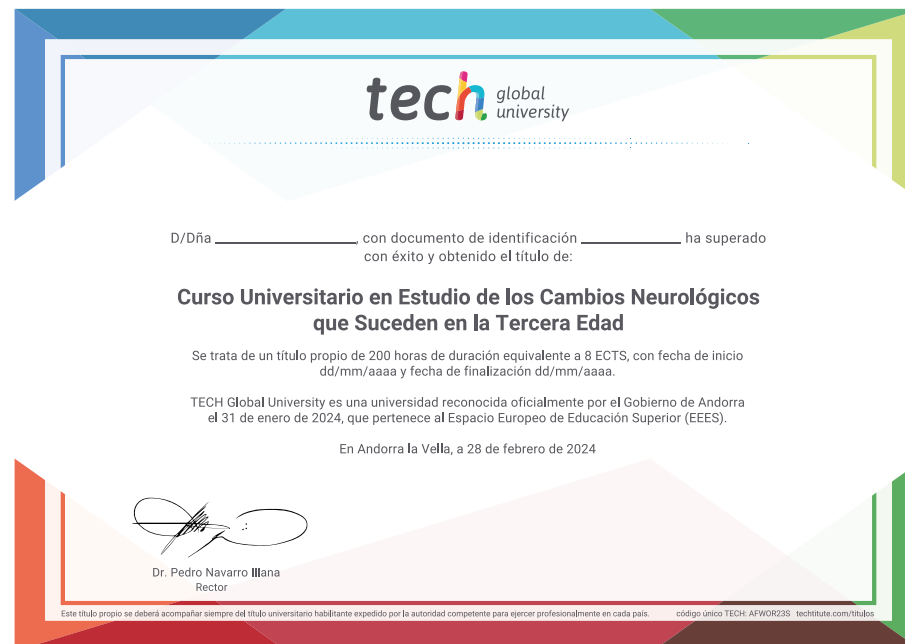 tech global university
D/Dña ____________________, con documento de identificación ______________ ha superado
con éxito y obtenido el título de:
Curso Universitario en Estudio de los Cambios Neurológicos
que Suceden en la Tercera Edad
Se trata de un título propio de 200 horas de duración equivalente a 8 ECTS, con fecha de inicio
dd/mm/aaaa y fecha de finalización dd/mm/aaaa.
TECH Global University es una universidad reconocida oficialmente por el Gobierno de Andorra
el 31 de enero de 2024, que pertenece al Espacio Europeo de Educación Superior (EEES).
En Andorra la Vella, a 28 de febrero de 2024
Dr. Pedro Navarro Illana
Rector
Este título propio se deberá acompañar siempre del título universitario habilitante expedido por la autoridad competente para ejercer profesionalmente en cada país. código único TECH: AFWOR23S techtitute.com/titulos